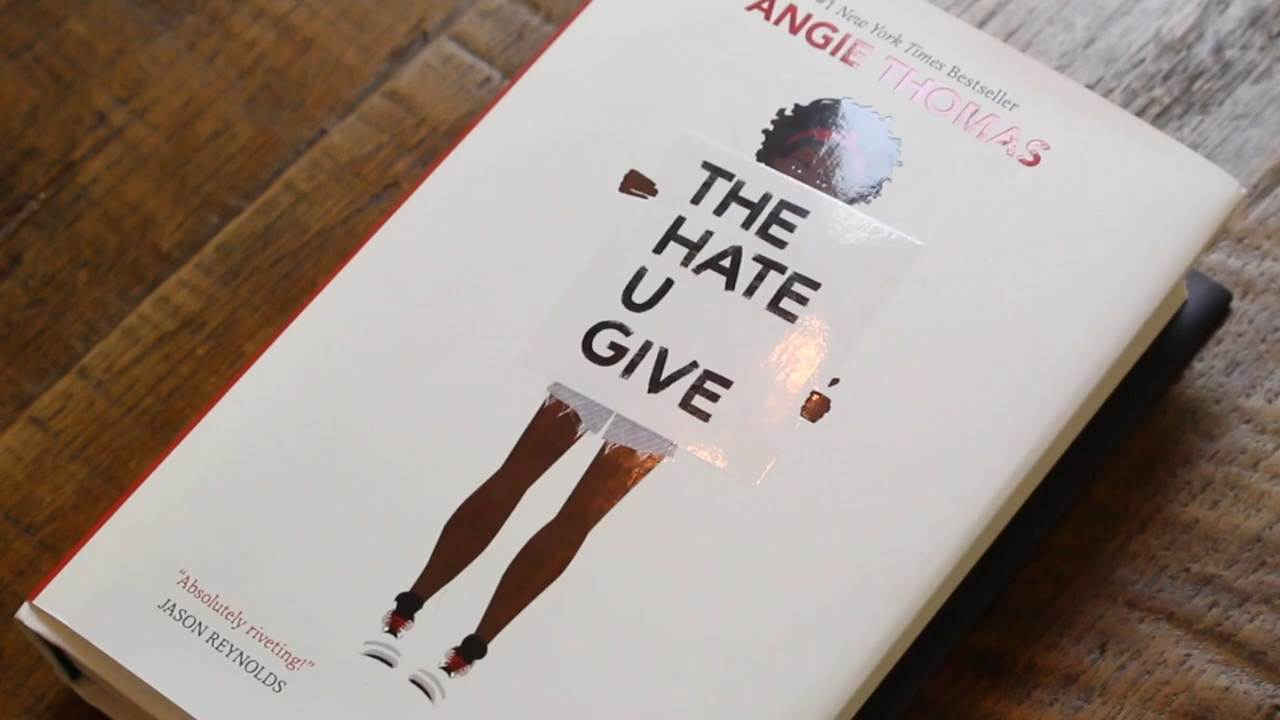 #1 New York Times Bestseller
ANGIE THOMAS
THE
HATE
U
GIVE
"Absolutely riveting!"
JASON REYNOLDS